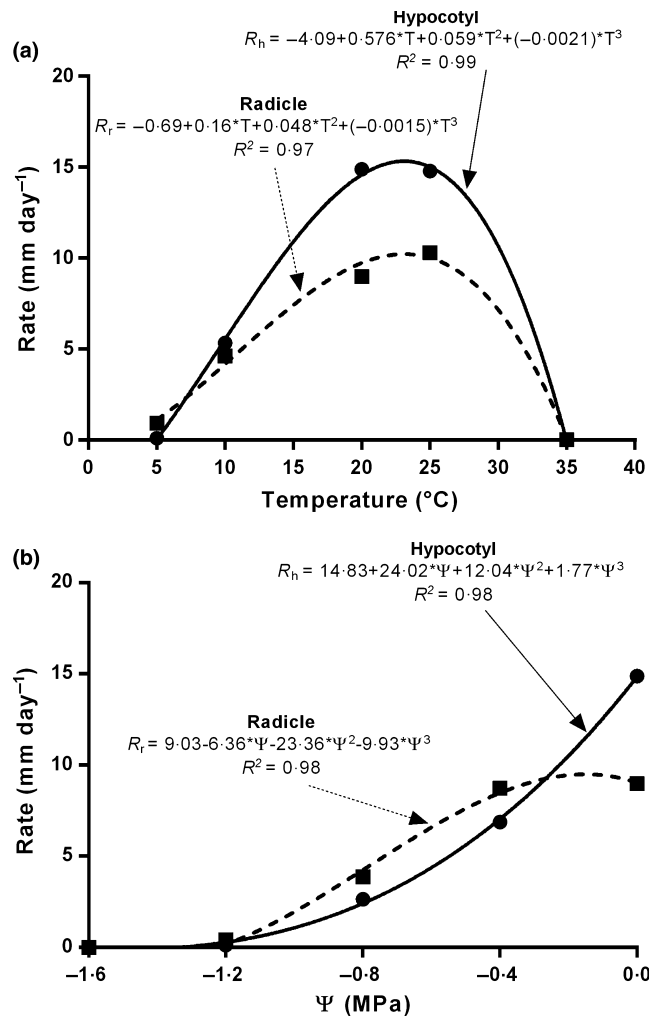 (a)
Hypocotyl
Rh = –4·09+0·576*T+0·059*T²+(–0·0021)*T³
R² = 0·99
Radicle
Rr = –0·69+0·16*T+0·048*T²+(–0·0015)*T³
R² = 0·97
Rate (mm day⁻¹)
20
15
10
5
0
0 5 10 15 20 25 30 35 40
Temperature (°C)
(b)
Hypocotyl
Rh = 14·83+24·02*Ψ+12·04*Ψ²+1·77*Ψ³
R² = 0·98
Radicle
Rr = 9·03-6·36*Ψ-23·36*Ψ²-9·93*Ψ³
R² = 0·98
Rate (mm day⁻¹)
20
15
10
5
0
–1·6 –1·2 –0·8 –0·4 0·0
Ψ (MPa)